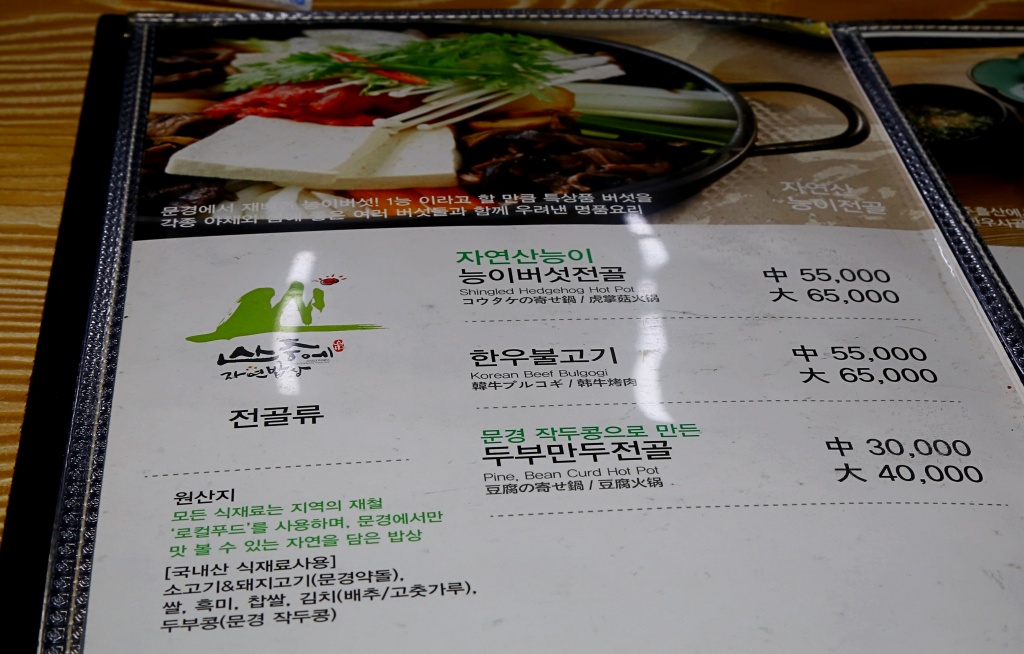 문경에서 재배 능이버섯! 1능 이라고 할 만큼 특상품 버섯을
각종 야채와 함께 여러 버섯들과 함께 우려낸 명품요리
자연산
능이전골
산중에
자연밥상
전골류
원산지
모든 식재료는 지역의 재철
'로컬푸드'를 사용하며, 문경에서만
맛 볼 수 있는 자연을 담은 밥상
[국내산 식재료사용]
소고기&돼지고기(문경약돌),
쌀, 흑미, 찹쌀, 김치(배추/고춧가루),
두부콩(문경 작두콩)
자연산능이
능이버섯전골
Shingled Hedgehog Hot Pot
コウタケの寄せ鍋 / 虎掌菇火锅
中 55,000
大 65,000
한우불고기
Korean Beef Bulgogi
韓牛プルコギ / 韩牛烤肉
中 55,000
大 65,000
문경 작두콩으로 만든
두부만두전골
Pine, Bean Curd Hot Pot
豆腐の寄せ鍋 / 豆腐火锅
中 30,000
大 40,000